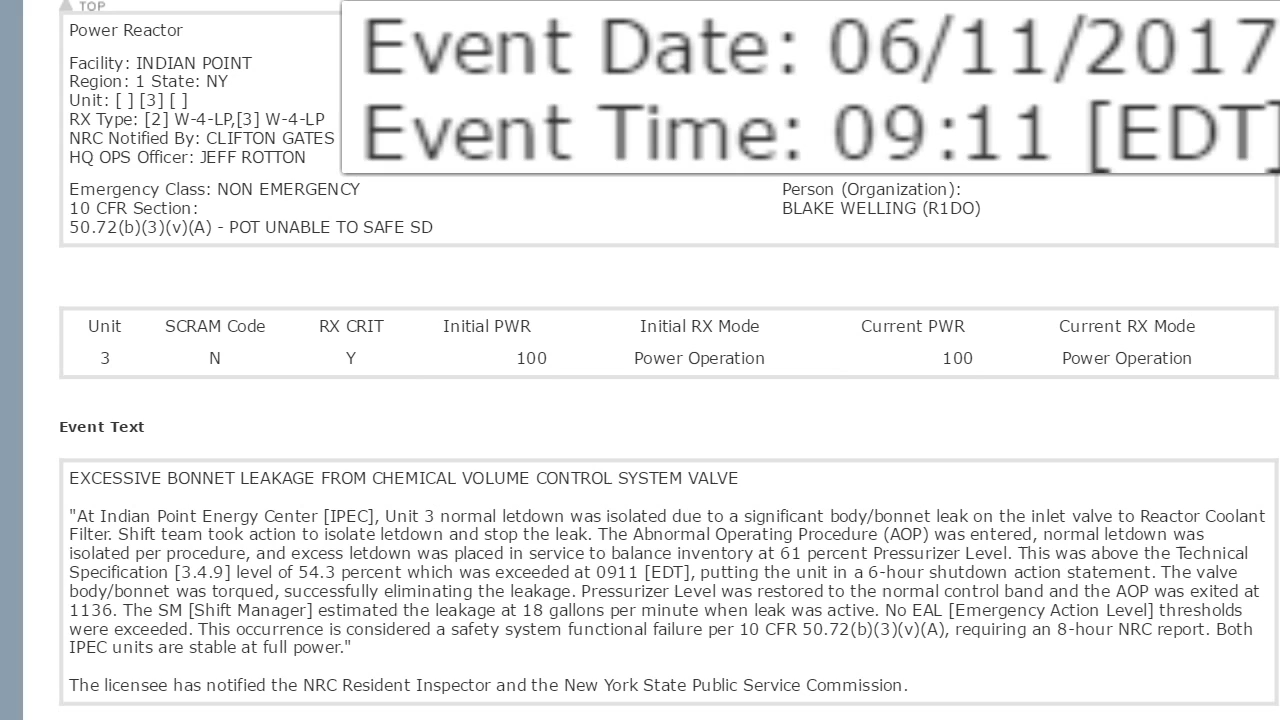 TOP
Power Reactor
Event Date: 06/11/2017
Event Time: 09:11 [EDT]
Facility: INDIAN POINT
Region: 1 State: NY
Unit: [ ] [3] [ ]
RX Type: [2] W-4-LP,[3] W-4-LP
NRC Notified By: CLIFTON GATES
HQ OPS Officer: JEFF ROTTON
Emergency Class: NON EMERGENCY
10 CFR Section:
50.72(b)(3)(v)(A) - POT UNABLE TO SAFE SD
Person (Organization):
BLAKE WELLING (R1DO)
Unit SCRAM Code RX CRIT Initial PWR Initial RX Mode Current PWR Current RX Mode
3 N Y 100 Power Operation 100 Power Operation
Event Text
EXCESSIVE BONNET LEAKAGE FROM CHEMICAL VOLUME CONTROL SYSTEM VALVE
"At Indian Point Energy Center [IPEC], Unit 3 normal letdown was isolated due to a significant body/bonnet leak on the inlet valve to Reactor Coolant
Filter. Shift team took action to isolate letdown and stop the leak. The Abnormal Operating Procedure (AOP) was entered, normal letdown was
isolated per procedure, and excess letdown was placed in service to balance inventory at 61 percent Pressurizer Level. This was above the Technical
Specification [3.4.9] level of 54.3 percent which was exceeded at 0911 [EDT], putting the unit in a 6-hour shutdown action statement. The valve
body/bonnet was torqued, successfully eliminating the leakage. Pressurizer Level was restored to the normal control band and the AOP was exited at
1136. The SM [Shift Manager] estimated the leakage at 18 gallons per minute when leak was active. No EAL [Emergency Action Level] thresholds
were exceeded. This occurrence is considered a safety system functional failure per 10 CFR 50.72(b)(3)(v)(A), requiring an 8-hour NRC report. Both
IPEC units are stable at full power."
The licensee has notified the NRC Resident Inspector and the New York State Public Service Commission.